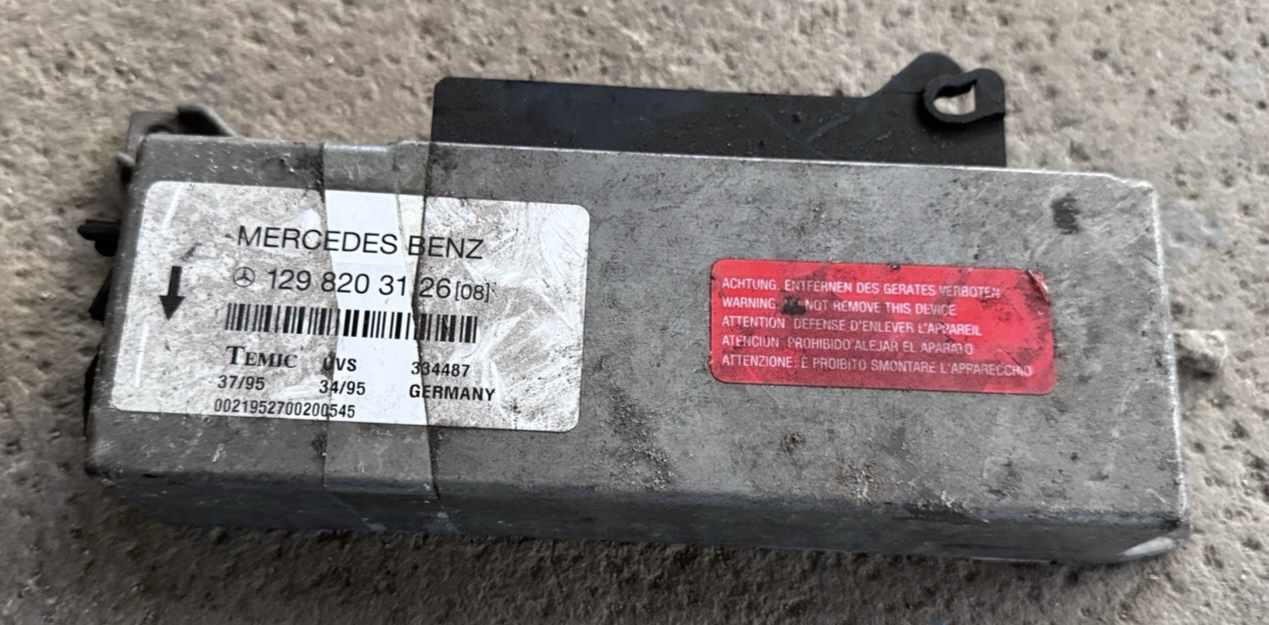 MERCEDES BENZ
129 820 31 26 [08]
TEMIC UVS 334487
37/95 34/95 GERMANY
0021952700200545
ACHTUNG. ENTFERNEN DES GERATES VERBOTEN
WARNING NOT REMOVE THIS DEVICE
ATTENTION DEFENSE D'ENLEVER L'APPAREIL
ATENCIUN PROHIBIDO ALEJAR EL APARATO
ATTENZIONE: È PROIBITO SMONTARE L'APPARECCHIO